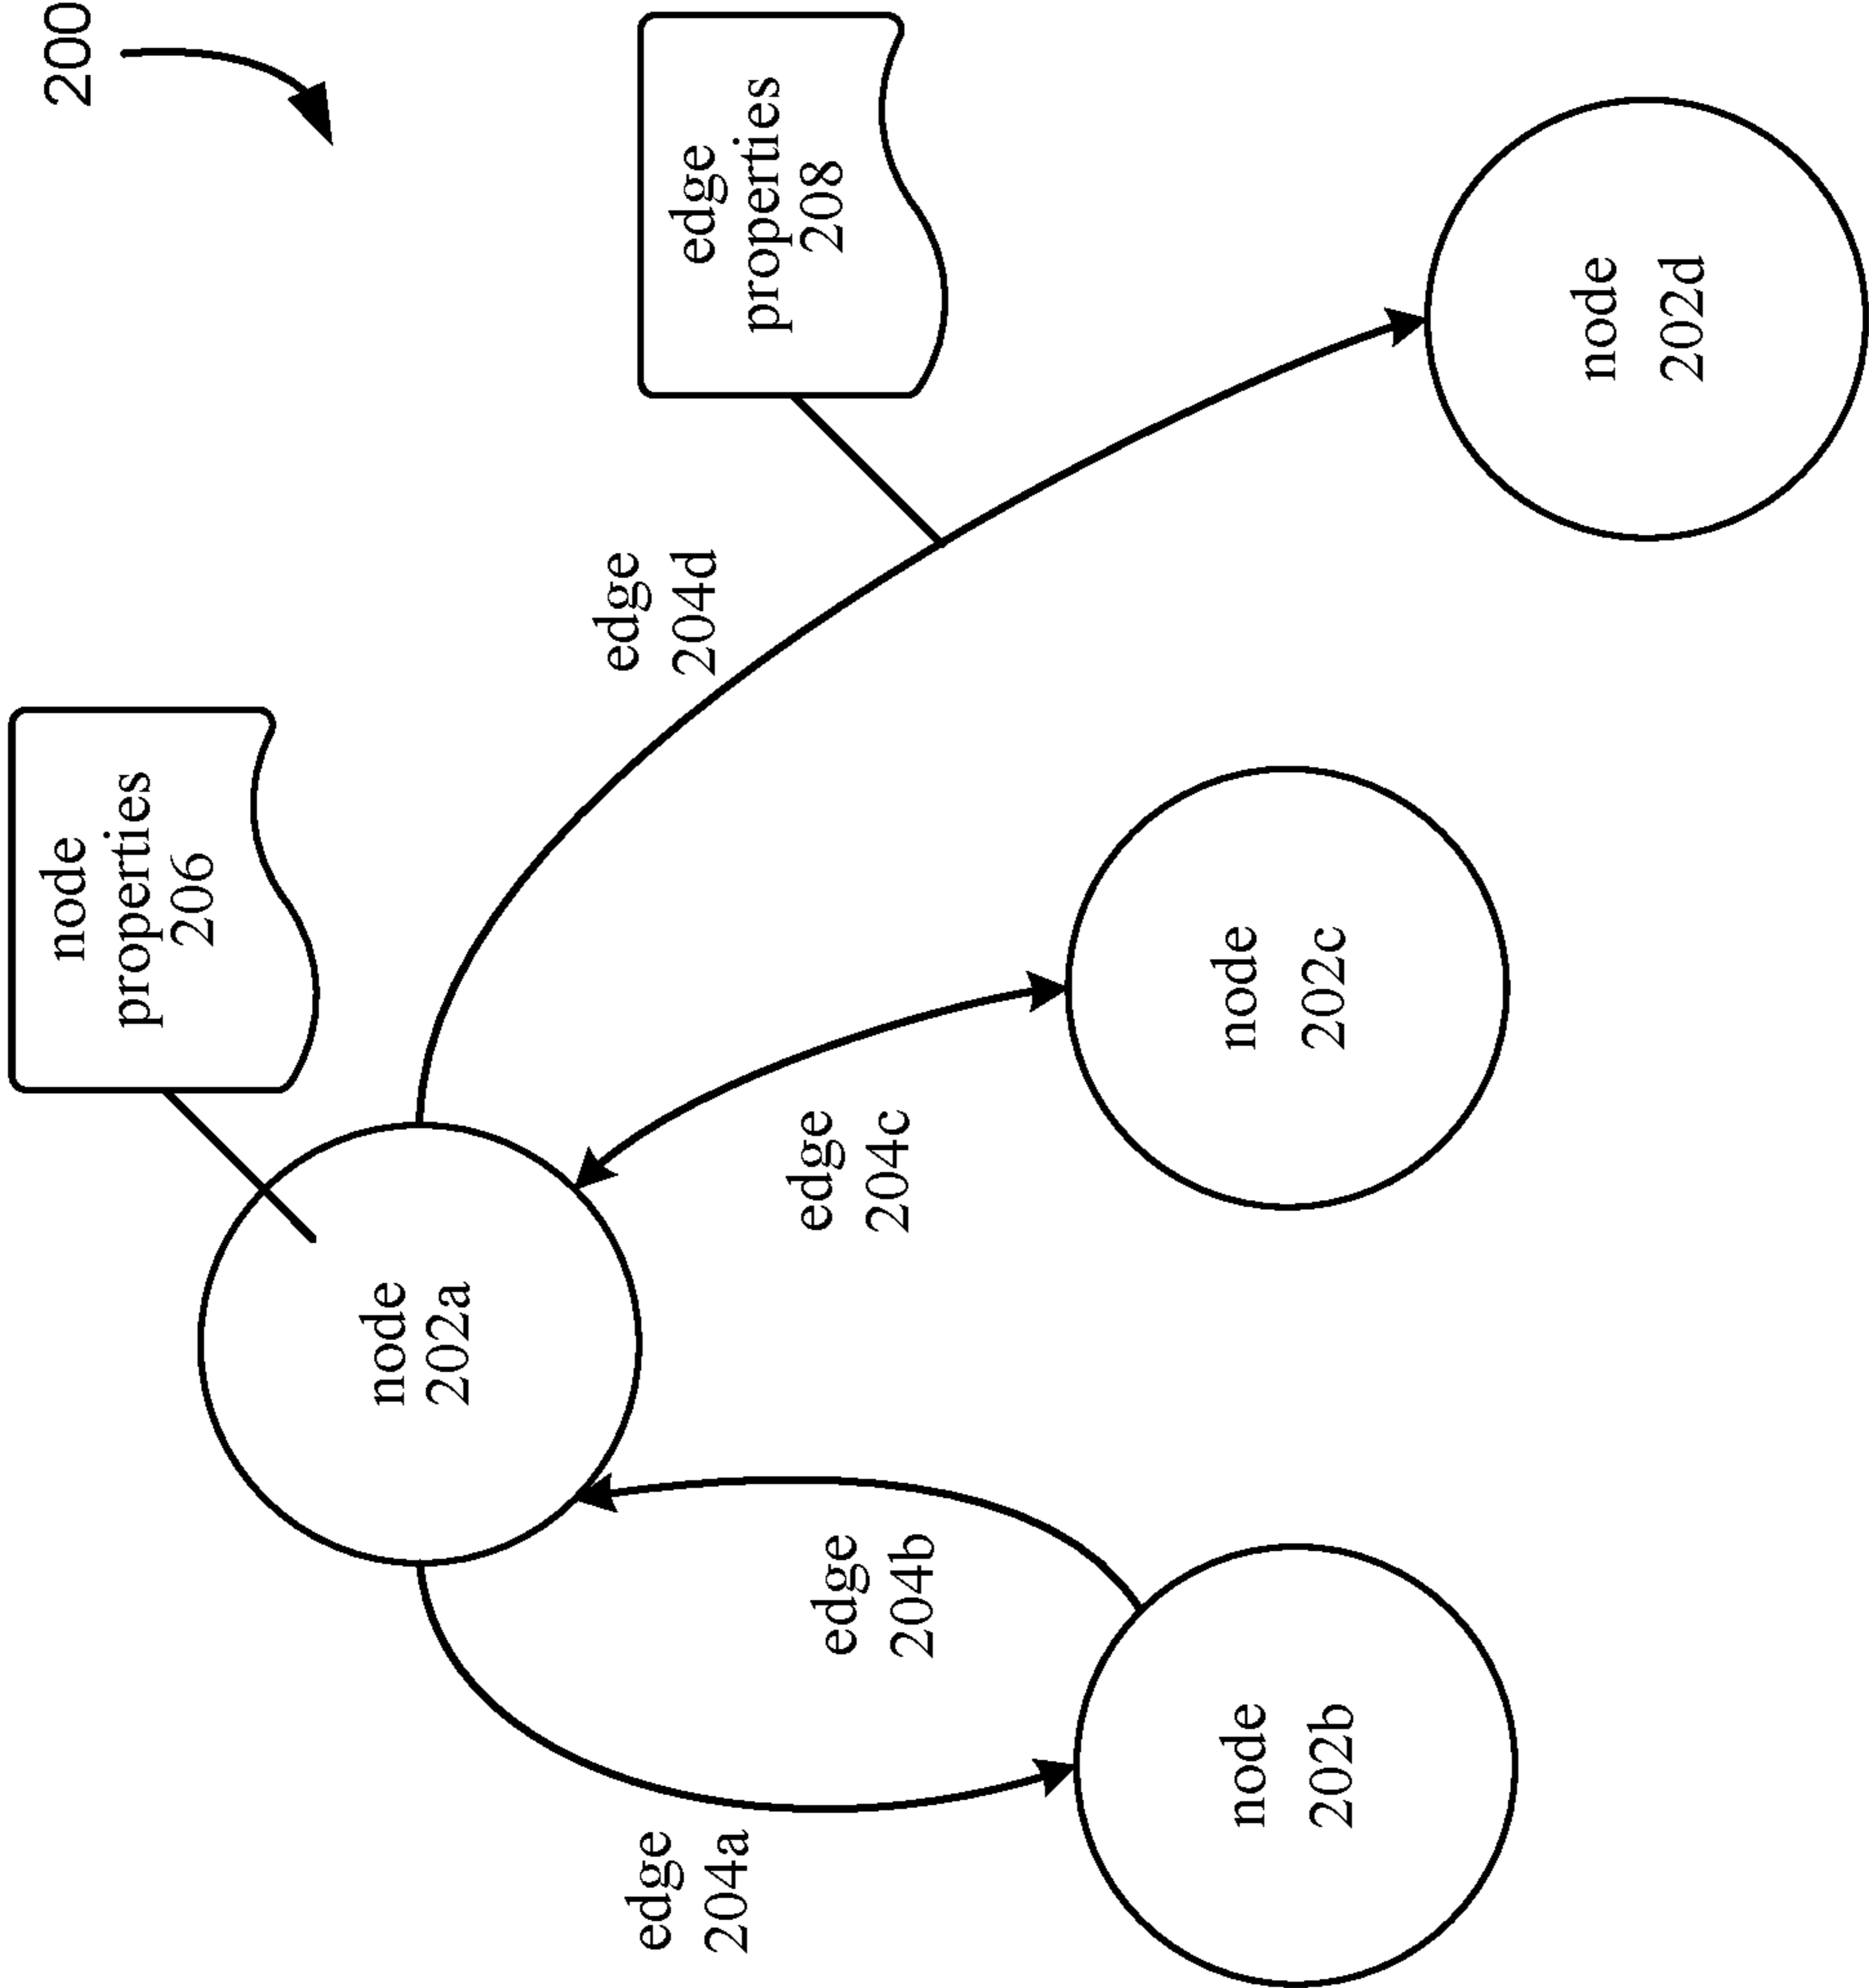 200
node
properties
206
edge
properties
208
node
202a
edge
204d
edge
204a
edge
204b
edge
204c
node
202b
node
202c
node
202d